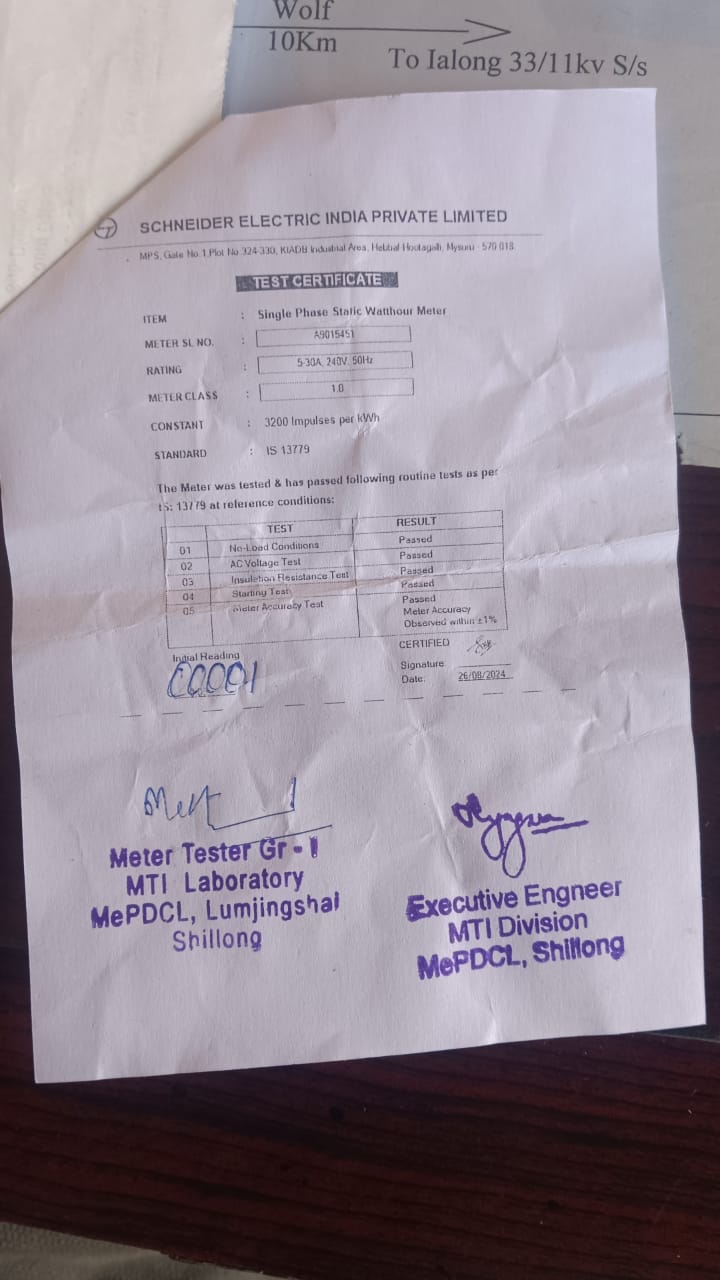 Wolf
10Km
To Ialong 33/11kv S/s
SCHNEIDER ELECTRIC INDIA PRIVATE LIMITED
MPS, Gate No.1,Plot No 324-330, KIADB Industrial Area, Hebbal Hootagalli, Mysuru - 570 018.
TEST CERTIFICATE
ITEM : Single Phase Static Watthour Meter
METER SL NO. : A9015451
RATING : 5-30A, 240V, 50Hz
METER CLASS : 1.0
CONSTANT : 3200 Impulses per kWh
STANDARD : IS 13779
The Meter was tested & has passed following routine tests as per
IS: 13779 at reference conditions:
TEST RESULT
01 No-Load Conditions Passed
02 AC Voltage Test Passed
03 Insulation Resistance Test Passed
04 Starting Test Passed
05 Meter Accuracy Test Passed
Meter Accuracy
Observed within ±1%
Initial Reading
00001
CERTIFIED
Signature:
Date: 26/08/2024
Meter Tester Gr - I
MTI Laboratory
MePDCL, Lumjingshai
Shillong
Executive Engneer
MTI Division
MePDCL, Shillong